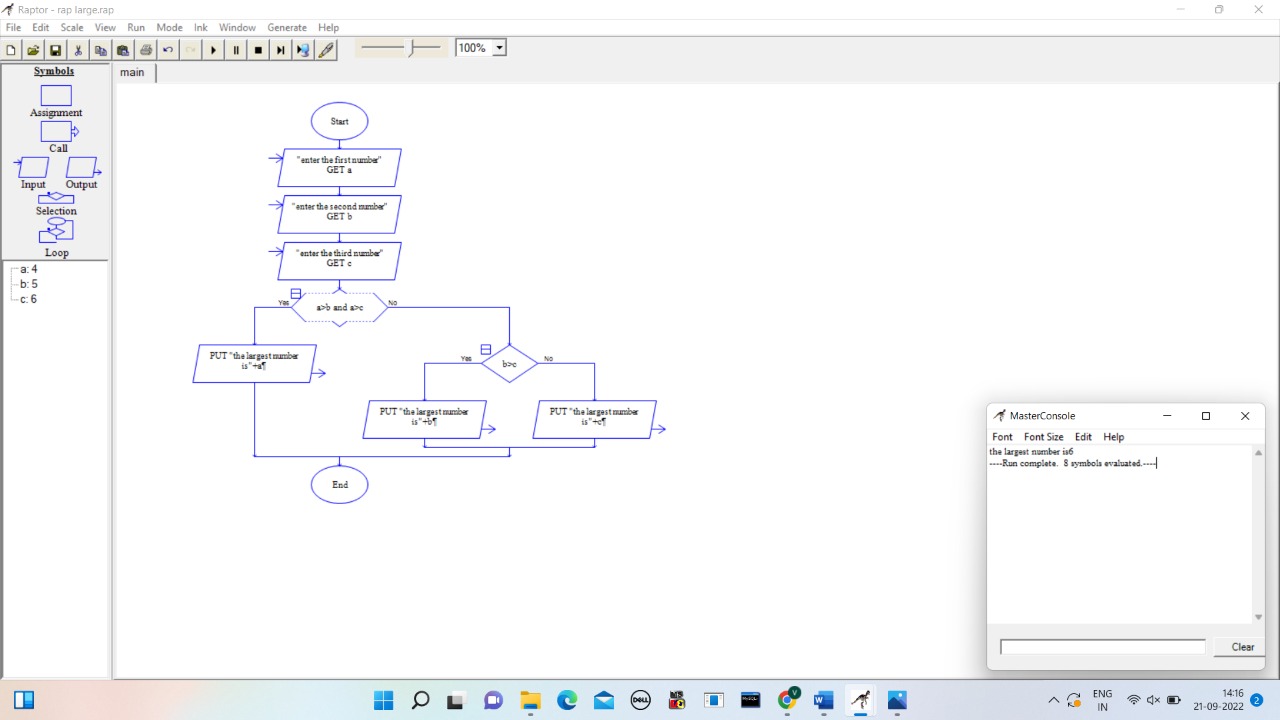 Raptor - rap large.rap
File Edit Scale View Run Mode Ink Window Generate Help
100%
Symbols
Assignment
Call
Input Output
Selection
Loop
a: 4
b: 5
c: 6
main
Start
"enter the first number"
GET a
"enter the second number"
GET b
"enter the third number"
GET c
Yes a>b and a>c No
PUT "the largest number
is"+a¶
Yes b>c No
PUT "the largest number
is"+b¶
PUT "the largest number
is"+c¶
End
MasterConsole
Font Font Size Edit Help
the largest number is6
----Run complete.  8 symbols evaluated.----
Clear
DELL
MySQL
V
W
ENG
IN
14:16
21-09-2022
2